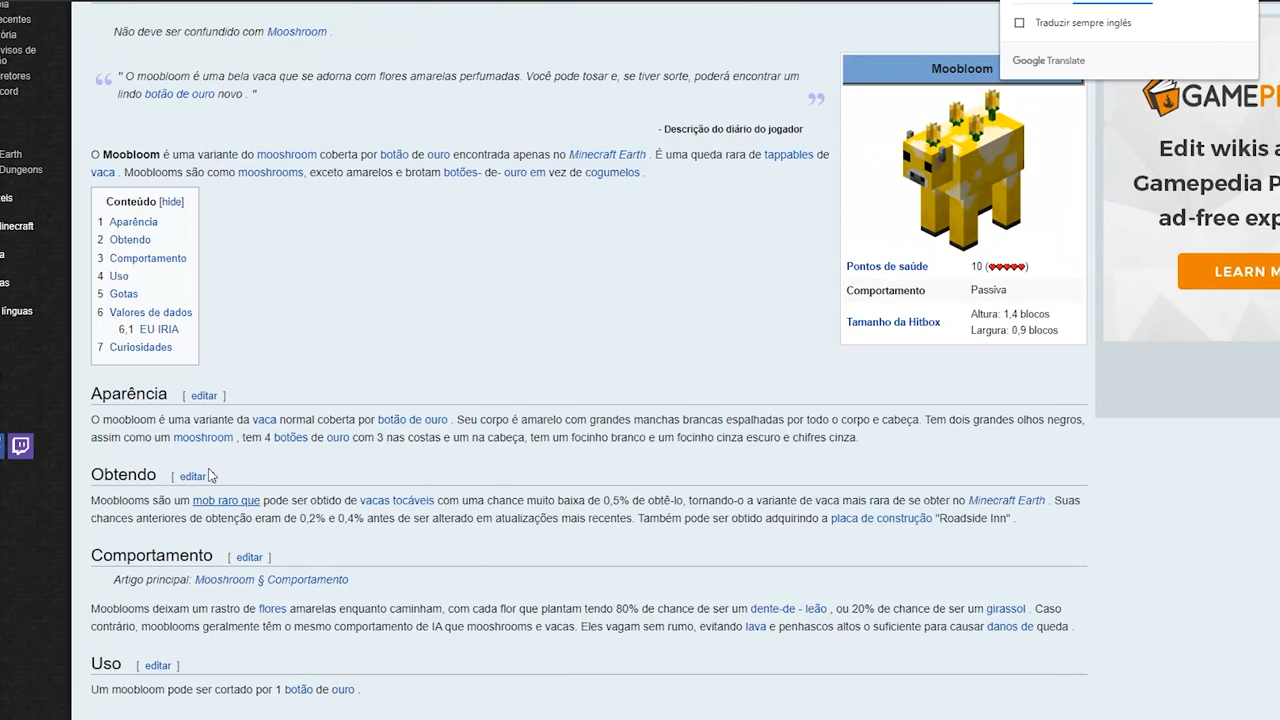 ecentes
tória
visos de
ão
iretores
cord
Earth
Dungeons
eis
inecraft
a
as
línguas
Não deve ser confundido com Mooshroom .
" O moobloom é uma bela vaca que se adorna com flores amarelas perfumadas. Você pode tosar e, se tiver sorte, poderá encontrar um
lindo botão de ouro novo . "
- Descrição do diário do jogador
O Moobloom é uma variante do mooshroom coberta por botão de ouro encontrada apenas no Minecraft Earth . É uma queda rara de tappables de
vaca . Mooblooms são como mooshrooms, exceto amarelos e brotam botões- de- ouro em vez de cogumelos .
Conteúdo [hide]
1 Aparência
2 Obtendo
3 Comportamento
4 Uso
5 Gotas
6 Valores de dados
6,1 EU IRIA
7 Curiosidades
Moobloom
Pontos de saúde 10 ( )
Comportamento Passiva
Tamanho da Hitbox Altura: 1,4 blocos
Largura: 0,9 blocos
Aparência [ editar ]
O moobloom é uma variante da vaca normal coberta por botão de ouro . Seu corpo é amarelo com grandes manchas brancas espalhadas por todo o corpo e cabeça. Tem dois grandes olhos negros,
assim como um mooshroom , tem 4 botões de ouro com 3 nas costas e um na cabeça, tem um focinho branco e um focinho cinza escuro e chifres cinza.
Obtendo [ editar
Mooblooms são um mob raro que pode ser obtido de vacas tocáveis com uma chance muito baixa de 0,5% de obtê-lo, tornando-o a variante de vaca mais rara de se obter no Minecraft Earth . Suas
chances anteriores de obtenção eram de 0,2% e 0,4% antes de ser alterado em atualizações mais recentes. Também pode ser obtido adquirindo a placa de construção "Roadside Inn" .
Comportamento [ editar ]
Artigo principal: Mooshroom § Comportamento
Mooblooms deixam um rastro de flores amarelas enquanto caminham, com cada flor que plantam tendo 80% de chance de ser um dente-de - leão , ou 20% de chance de ser um girassol . Caso
contrário, mooblooms geralmente têm o mesmo comportamento de IA que mooshrooms e vacas. Eles vagam sem rumo, evitando lava e penhascos altos o suficiente para causar danos de queda .
Uso [ editar ]
Um moobloom pode ser cortado por 1 botão de ouro .
Traduzir sempre inglês
Google Translate
GAMEPE
Edit wikis a
Gamepedia P
ad-free exp
LEARN M